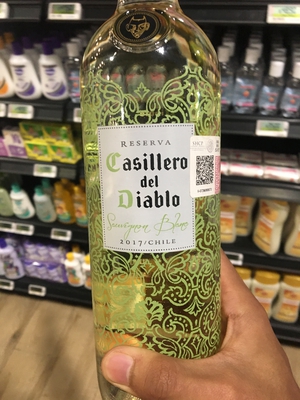 RESERVA
Casillero
del
Diablo
Sauvignon Blanc
2017/CHILE